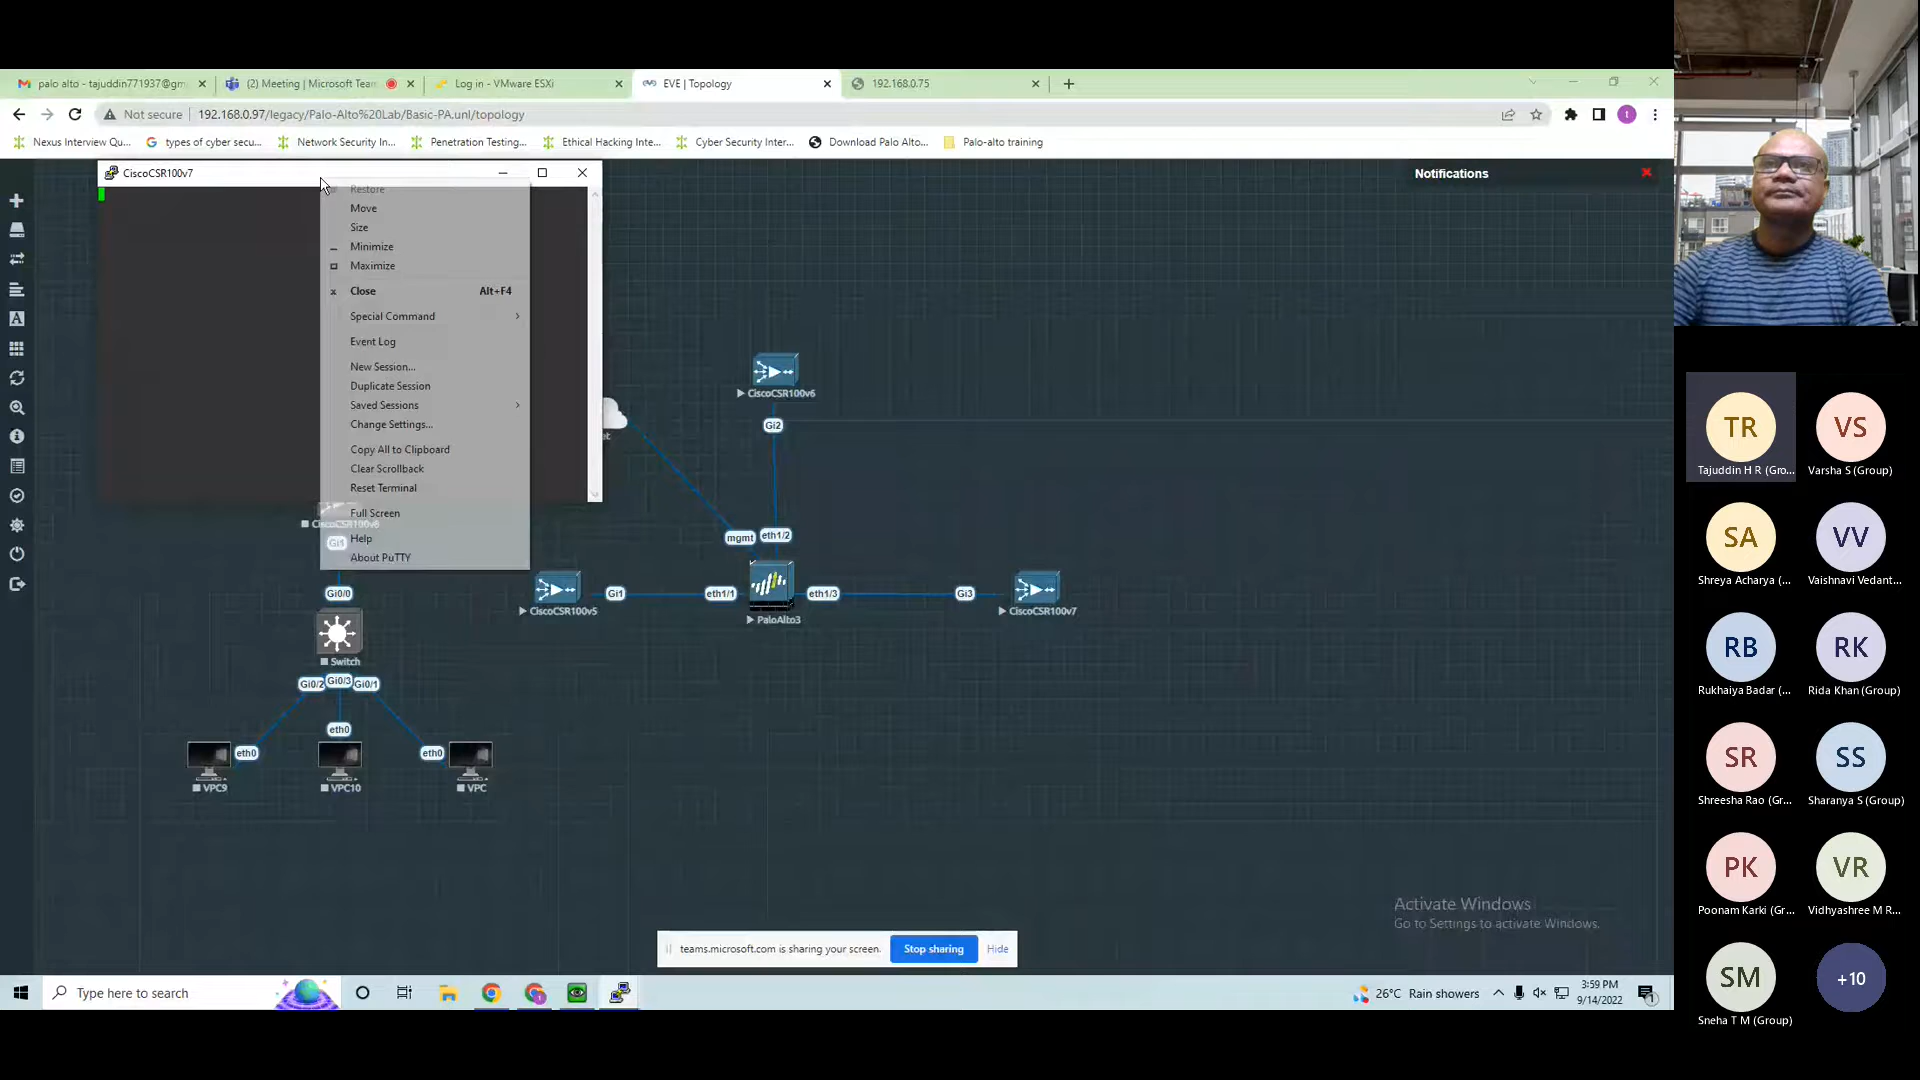 palo alto - tajuddin771937@gm
(2) Meeting | Microsoft Team
Log in - VMware ESXi
EVE | Topology
192.168.0.75
Not secure
192.168.0.97/legacy/Palo-Alto%20Lab/Basic-PA.unl/topology
t
Nexus Interview Qu...
types of cyber secu...
Network Security In...
Penetration Testing...
Ethical Hacking Inte...
Cyber Security Inter...
Download Palo Alto...
Palo-alto training
CiscoCSR100v7
Notifications
Restore
Move
Size
Minimize
Maximize
Close Alt+F4
Special Command
Event Log
New Session...
Duplicate Session
Saved Sessions
Change Settings...
Copy All to Clipboard
Clear Scrollback
Reset Terminal
Full Screen
Help
About PuTTY
CiscoCSR100v6
Gi2
et
mgmt
eth1/2
CiscoCSR100v8
Gi1
Gi0/0
CiscoCSR100v5
Gi1
eth1/1
PaloAlto3
eth1/3
Gi3
CiscoCSR100v7
Switch
Gi0/2
Gi0/3
Gi0/1
eth0
eth0
eth0
VPC9
VPC10
VPC
Activate Windows
Go to Settings to activate Windows.
teams.microsoft.com is sharing your screen.
Stop sharing
Hide
Type here to search
26°C Rain showers
3:59 PM
9/14/2022
1
TR
Tajuddin H R (Gro...
VS
Varsha S (Group)
SA
Shreya Acharya (...
VV
Vaishnavi Vedant...
RB
Rukhaiya Badar (...
RK
Rida Khan (Group)
SR
Shreesha Rao (Gr...
SS
Sharanya S (Group)
PK
Poonam Karki (Gr...
VR
Vidhyashree M R...
SM
Sneha T M (Group)
+10